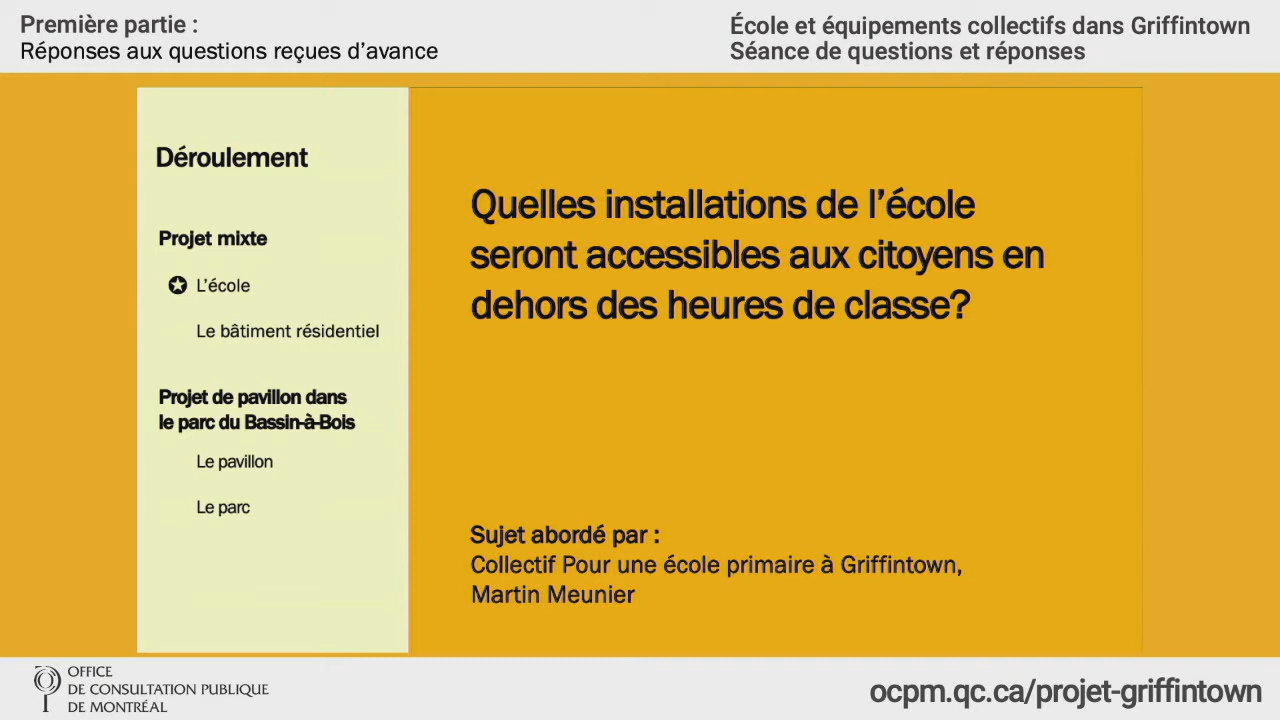 Première partie :
Réponses aux questions reçues d’avance
École et équipements collectifs dans Griffintown
Séance de questions et réponses
Déroulement
Projet mixte
L’école
Le bâtiment résidentiel
Projet de pavillon dans
le parc du Bassin-à-Bois
Le pavillon
Le parc
Quelles installations de l’école
seront accessibles aux citoyens en
dehors des heures de classe?
Sujet abordé par :
Collectif Pour une école primaire à Griffintown,
Martin Meunier
OFFICE
DE CONSULTATION PUBLIQUE
DE MONTRÉAL
ocpm.qc.ca/projet-griffintown